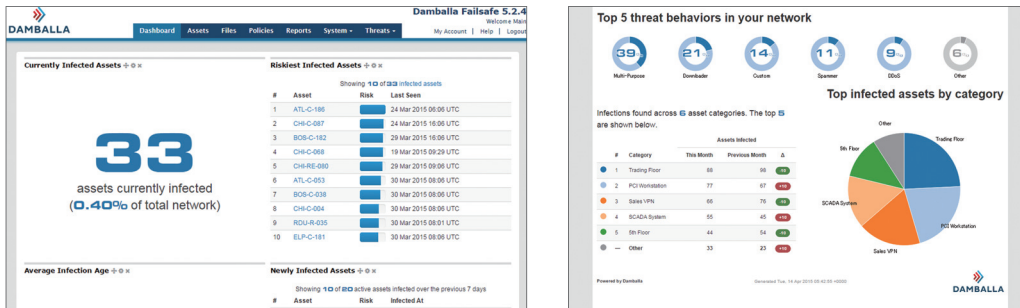 Damballa Failsafe 5.2.4
Welcome Main
DAMBALLA
Dashboard Assets Files Policies Reports System Threats
My Account | Help | Logout
Currently Infected Assets
33
assets currently infected
(0.40% of total network)
Riskiest Infected Assets
Showing 10 of 33 infected assets
# Asset Risk Last Seen
1 ATL-C-186 24 Mar 2015 06:06 UTC
2 CHI-C-087 24 Mar 2015 16:06 UTC
3 BOS-C-182 29 Mar 2015 16:06 UTC
4 CHI-C-068 19 Mar 2015 09:29 UTC
5 CHI-RE-080 29 Mar 2015 09:06 UTC
6 ATL-C-053 30 Mar 2015 08:06 UTC
7 BOS-C-038 30 Mar 2015 08:06 UTC
8 CHI-C-004 30 Mar 2015 08:06 UTC
9 RDU-R-035 30 Mar 2015 08:01 UTC
10 ELP-C-181 30 Mar 2015 08:06 UTC
Average Infection Age
Newly Infected Assets
Showing 10 of 20 active assets infected over the previous 7 days
# Asset Risk Infected At
Top 5 threat behaviors in your network
39% 21% 14% 11% 9% 6%
Multi-Purpose Downloader Custom Spammer DDoS Other
Top infected assets by category
Infections found across 6 asset categories. The top 5
are shown below.
Assets Infected
# Category This Month Previous Month Δ
1 Trading Floor 88 98 -10
2 PCI Workstation 77 67 +10
3 Sales VPN 66 76 -10
4 SCADA System 55 45 +10
5 5th Floor 44 54 -10
— Other 33 23 +10
Other
Trading Floor
5th Floor
SCADA System
PCI Workstation
Sales VPN
Powered by Damballa
Generated Tue, 14 Apr 2015
DAMBALLA